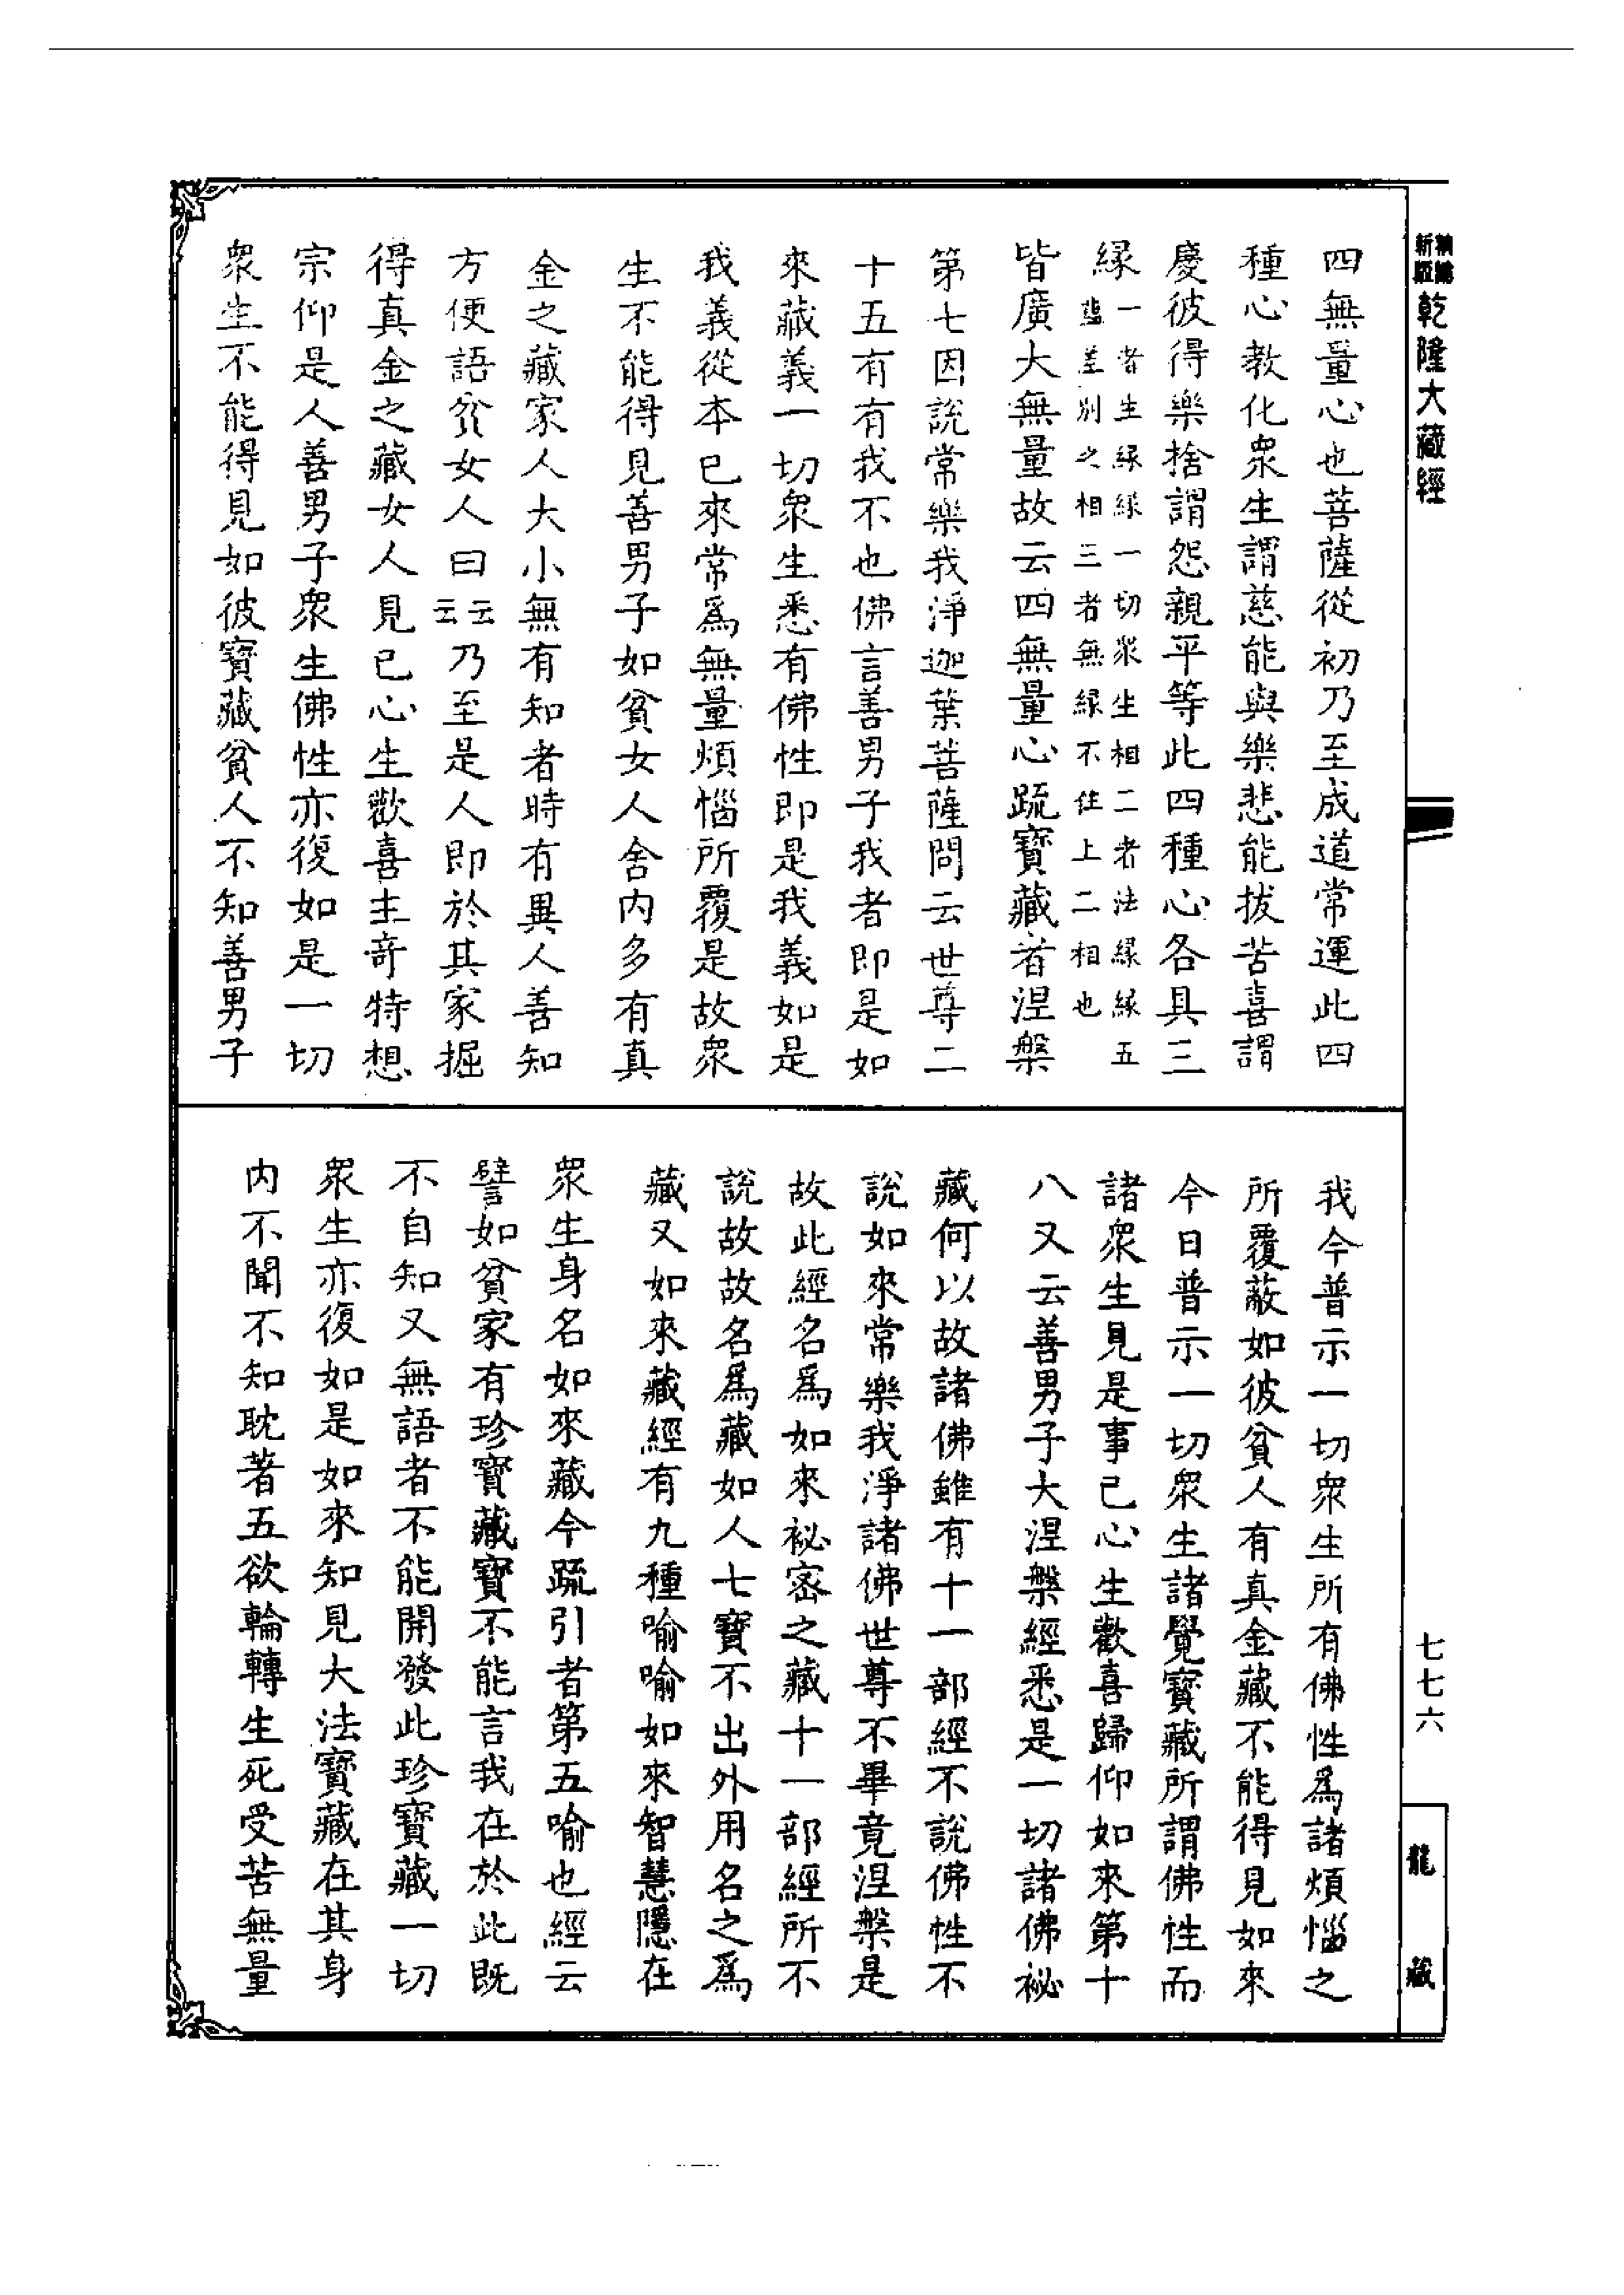 新版精縮
乾隆大藏經
四無量心也菩薩從初乃至成道常運此四
種心教化眾生謂慈能與樂悲能拔苦喜謂
慶彼得樂捨謂怨親平等此四種心各具三
緣一者生緣緣一切眾生相二者法緣緣五
蘊差別之相三者無緣不住上二相也
皆廣大無量故云四無量心疏寶藏者涅槃
第七因說常樂我淨迦葉菩薩問云世尊二
十五有有我不也佛言善男子我者即是如
來藏義一切眾生悉有佛性即是我義如是
我義從本已來常為無量煩惱所覆是故眾
生不能得見善男子如貧女人舍內多有真
金之藏家人大小無有知者時有異人善知
方便語貧女人曰云云乃至是人即於其家掘
得真金之藏女人見已心生歡喜生奇特想
宗仰是人善男子眾生佛性亦復如是一切
眾生不能得見如彼寶藏貧人不知善男子
我今普示一切眾生所有佛性為諸煩惱之
所覆蔽如彼貧人有真金藏不能得見如來
今日普示一切眾生諸覺寶藏所謂佛性而
諸眾生見是事已心生歡喜歸仰如來第十
八又云善男子大涅槃經悉是一切諸佛祕
藏何以故諸佛雖有十一部經不說佛性不
說如來常樂我淨諸佛世尊不畢竟涅槃是
故此經名為如來祕密之藏十一部經所不
說故故名為藏如人七寶不出外用名之為
藏又如來藏經有九種喻喻如來智慧隱在
眾生身名如來藏今疏引者第五喻也經云
譬如貧家有珍寶藏寶不能言我在於此既
不自知又無語者不能開發此珍寶藏一切
眾生亦復如是如來知見大法寶藏在其身
內不聞不知耽著五欲輪轉生死受苦無量
七七六
龍藏